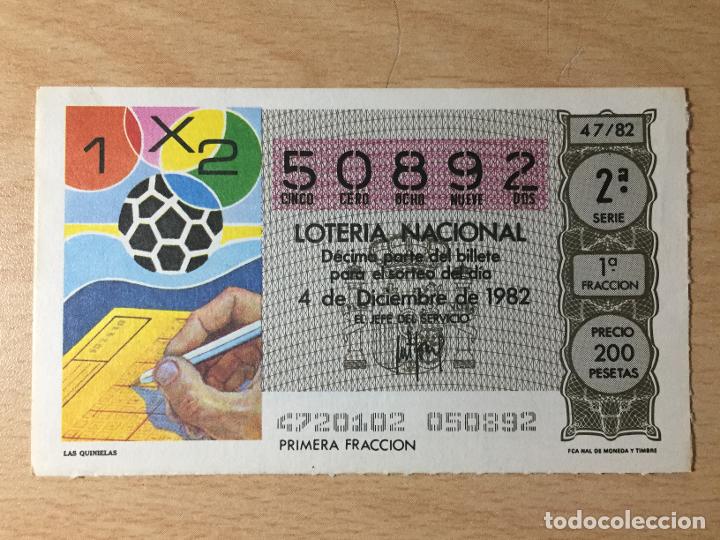 1 X 2
50892
CINCO CERO OCHO NUEVE DOS
LOTERIA NACIONAL
Décima parte del billete
para el sorteo del día
4 de Diciembre de 1982
EL JEFE DEL SERVICIO
4720102 050892
PRIMERA FRACCION
LAS QUINIELAS
47/82
2ª
SERIE
1ª
FRACCION
PRECIO
200
PESETAS
FCA NAL DE MONEDA Y TIMBRE
todocoleccion.net